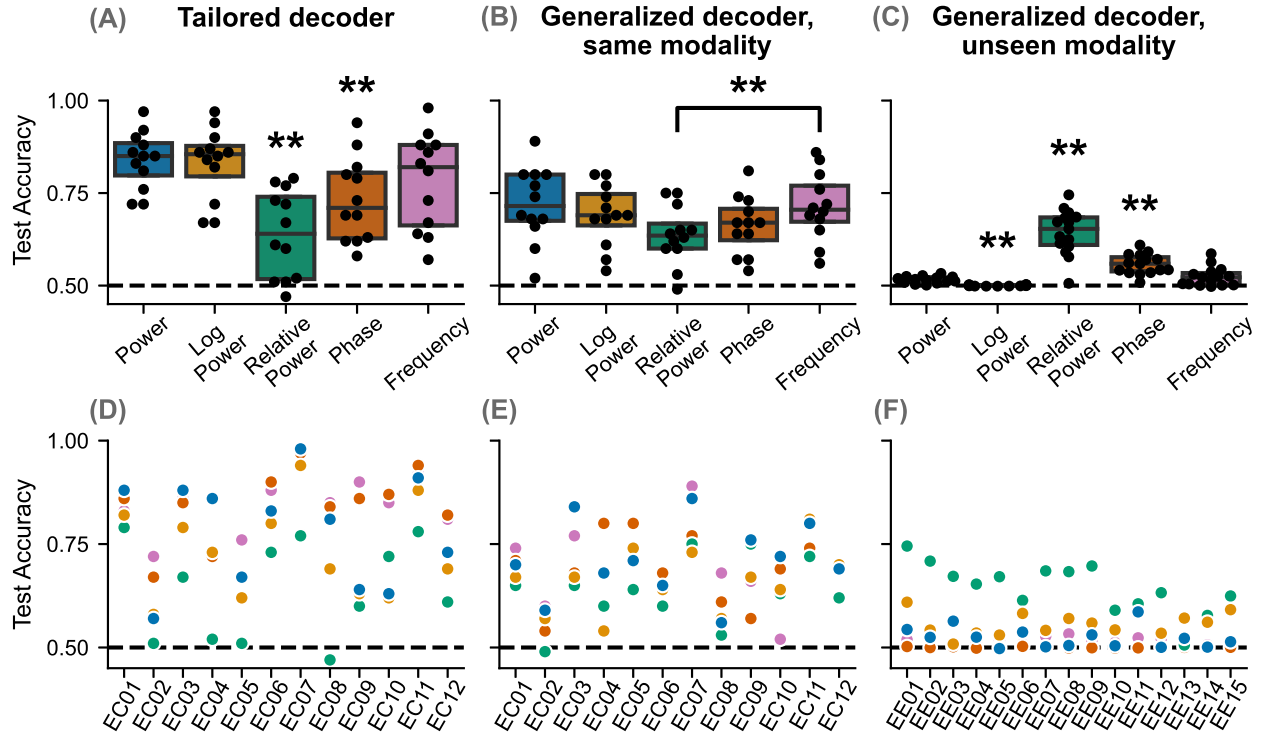 (A) Tailored decoder
(B) Generalized decoder,
same modality
(C) Generalized decoder,
unseen modality
Test Accuracy
1.00
0.75
0.50
**
**
**
**
**
**
Power
Log
Power
Relative
Power
Phase
Frequency
Power
Log
Power
Relative
Power
Phase
Frequency
Power
Log
Power
Relative
Power
Phase
Frequency
(D)
(E)
(F)
Test Accuracy
1.00
0.75
0.50
EC01
EC02
EC03
EC04
EC05
EC06
EC07
EC08
EC09
EC10
EC11
EC12
EC01
EC02
EC03
EC04
EC05
EC06
EC07
EC08
EC09
EC10
EC11
EC12
EE01
EE02
EE03
EE04
EE05
EE06
EE07
EE08
EE09
EE10
EE11
EE12
EE13
EE14
EE15